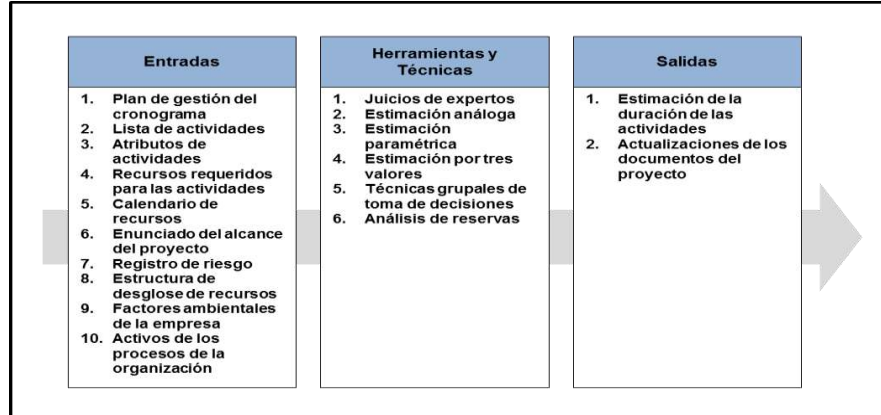 Entradas
1. Plan de gestión del
cronograma
2. Lista de actividades
3. Atributos de
actividades
4. Recursos requeridos
para las actividades
5. Calendario de
recursos
6. Enunciado del alcance
del proyecto
7. Registro de riesgo
8. Estructura de
desglose de recursos
9. Factores ambientales
de la empresa
10. Activos de los
procesos de la
organización
Herramientas y
Técnicas
1. Juicios de expertos
2. Estimación análoga
3. Estimación
paramétrica
4. Estimación por tres
valores
5. Técnicas grupales de
toma de decisiones
6. Análisis de reservas
Salidas
1. Estimación de la
duración de las
actividades
2. Actualizaciones de los
documentos del
proyecto